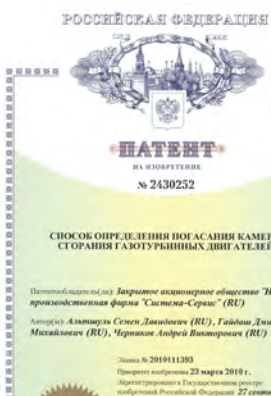 РОССИЙСКАЯ ФЕДЕРАЦИЯ
ПАТЕНТ
НА ИЗОБРЕТЕНИЕ
№ 2430252
СПОСОБ ОПРЕДЕЛЕНИЯ ПОГАСАНИЯ КАМЕР
СГОРАНИЯ ГАЗОТУРБИННЫХ ДВИГАТЕЛЕЙ
Патентообладатель(ли): Закрытое акционерное общество "Н
производственная фирма "Система-Сервис" (RU)
Автор(ы): Альтшуль Семен Давидович (RU), Гайдаш Дми
Михайлович (RU), Черников Андрей Викторович (RU)
Заявка № 2010111393
Приоритет изобретения 23 марта 2010 г.
Зарегистрировано в Государственном реестре
изобретений Российской Федерации 27 сентя